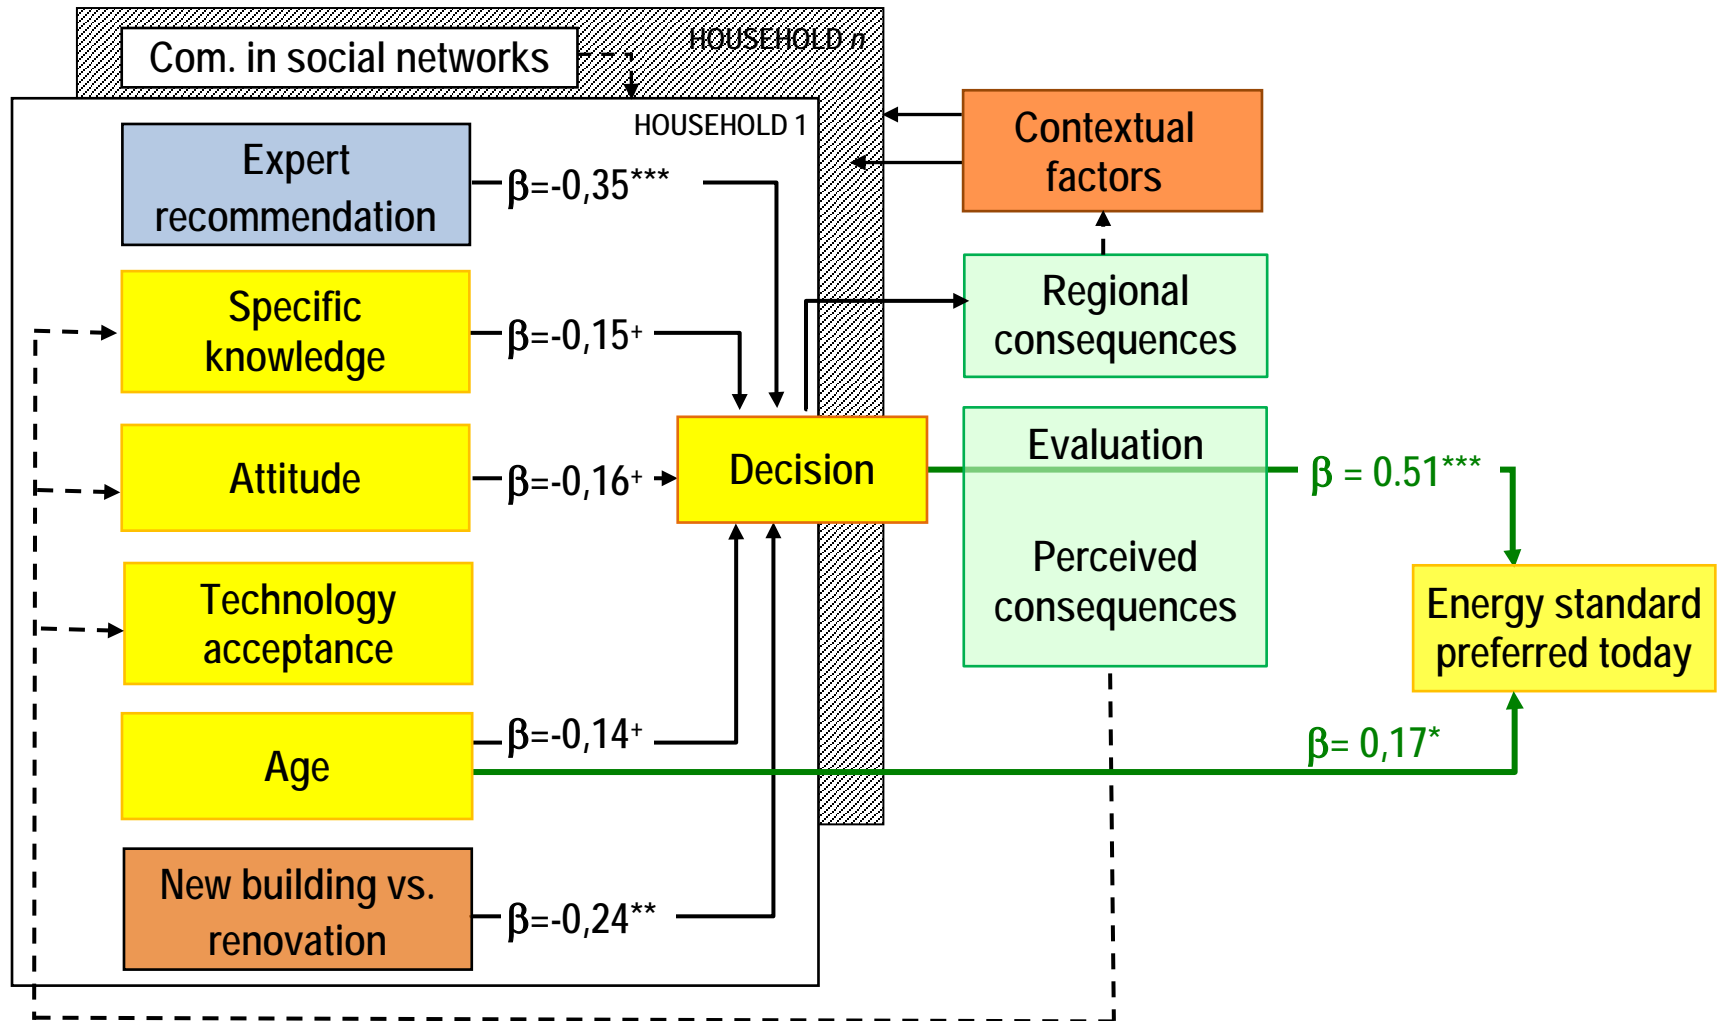 HOUSEHOLD n
Com. in social networks
HOUSEHOLD 1
Expert
recommendation
β=-0,35***
Contextual
factors
Specific
knowledge
β=-0,15+
Regional
consequences
Attitude
β=-0,16+
Decision
Evaluation
β = 0.51***
Perceived
consequences
Technology
acceptance
Energy standard
preferred today
Age
β=-0,14+
β= 0,17*
New building vs.
renovation
β=-0,24**